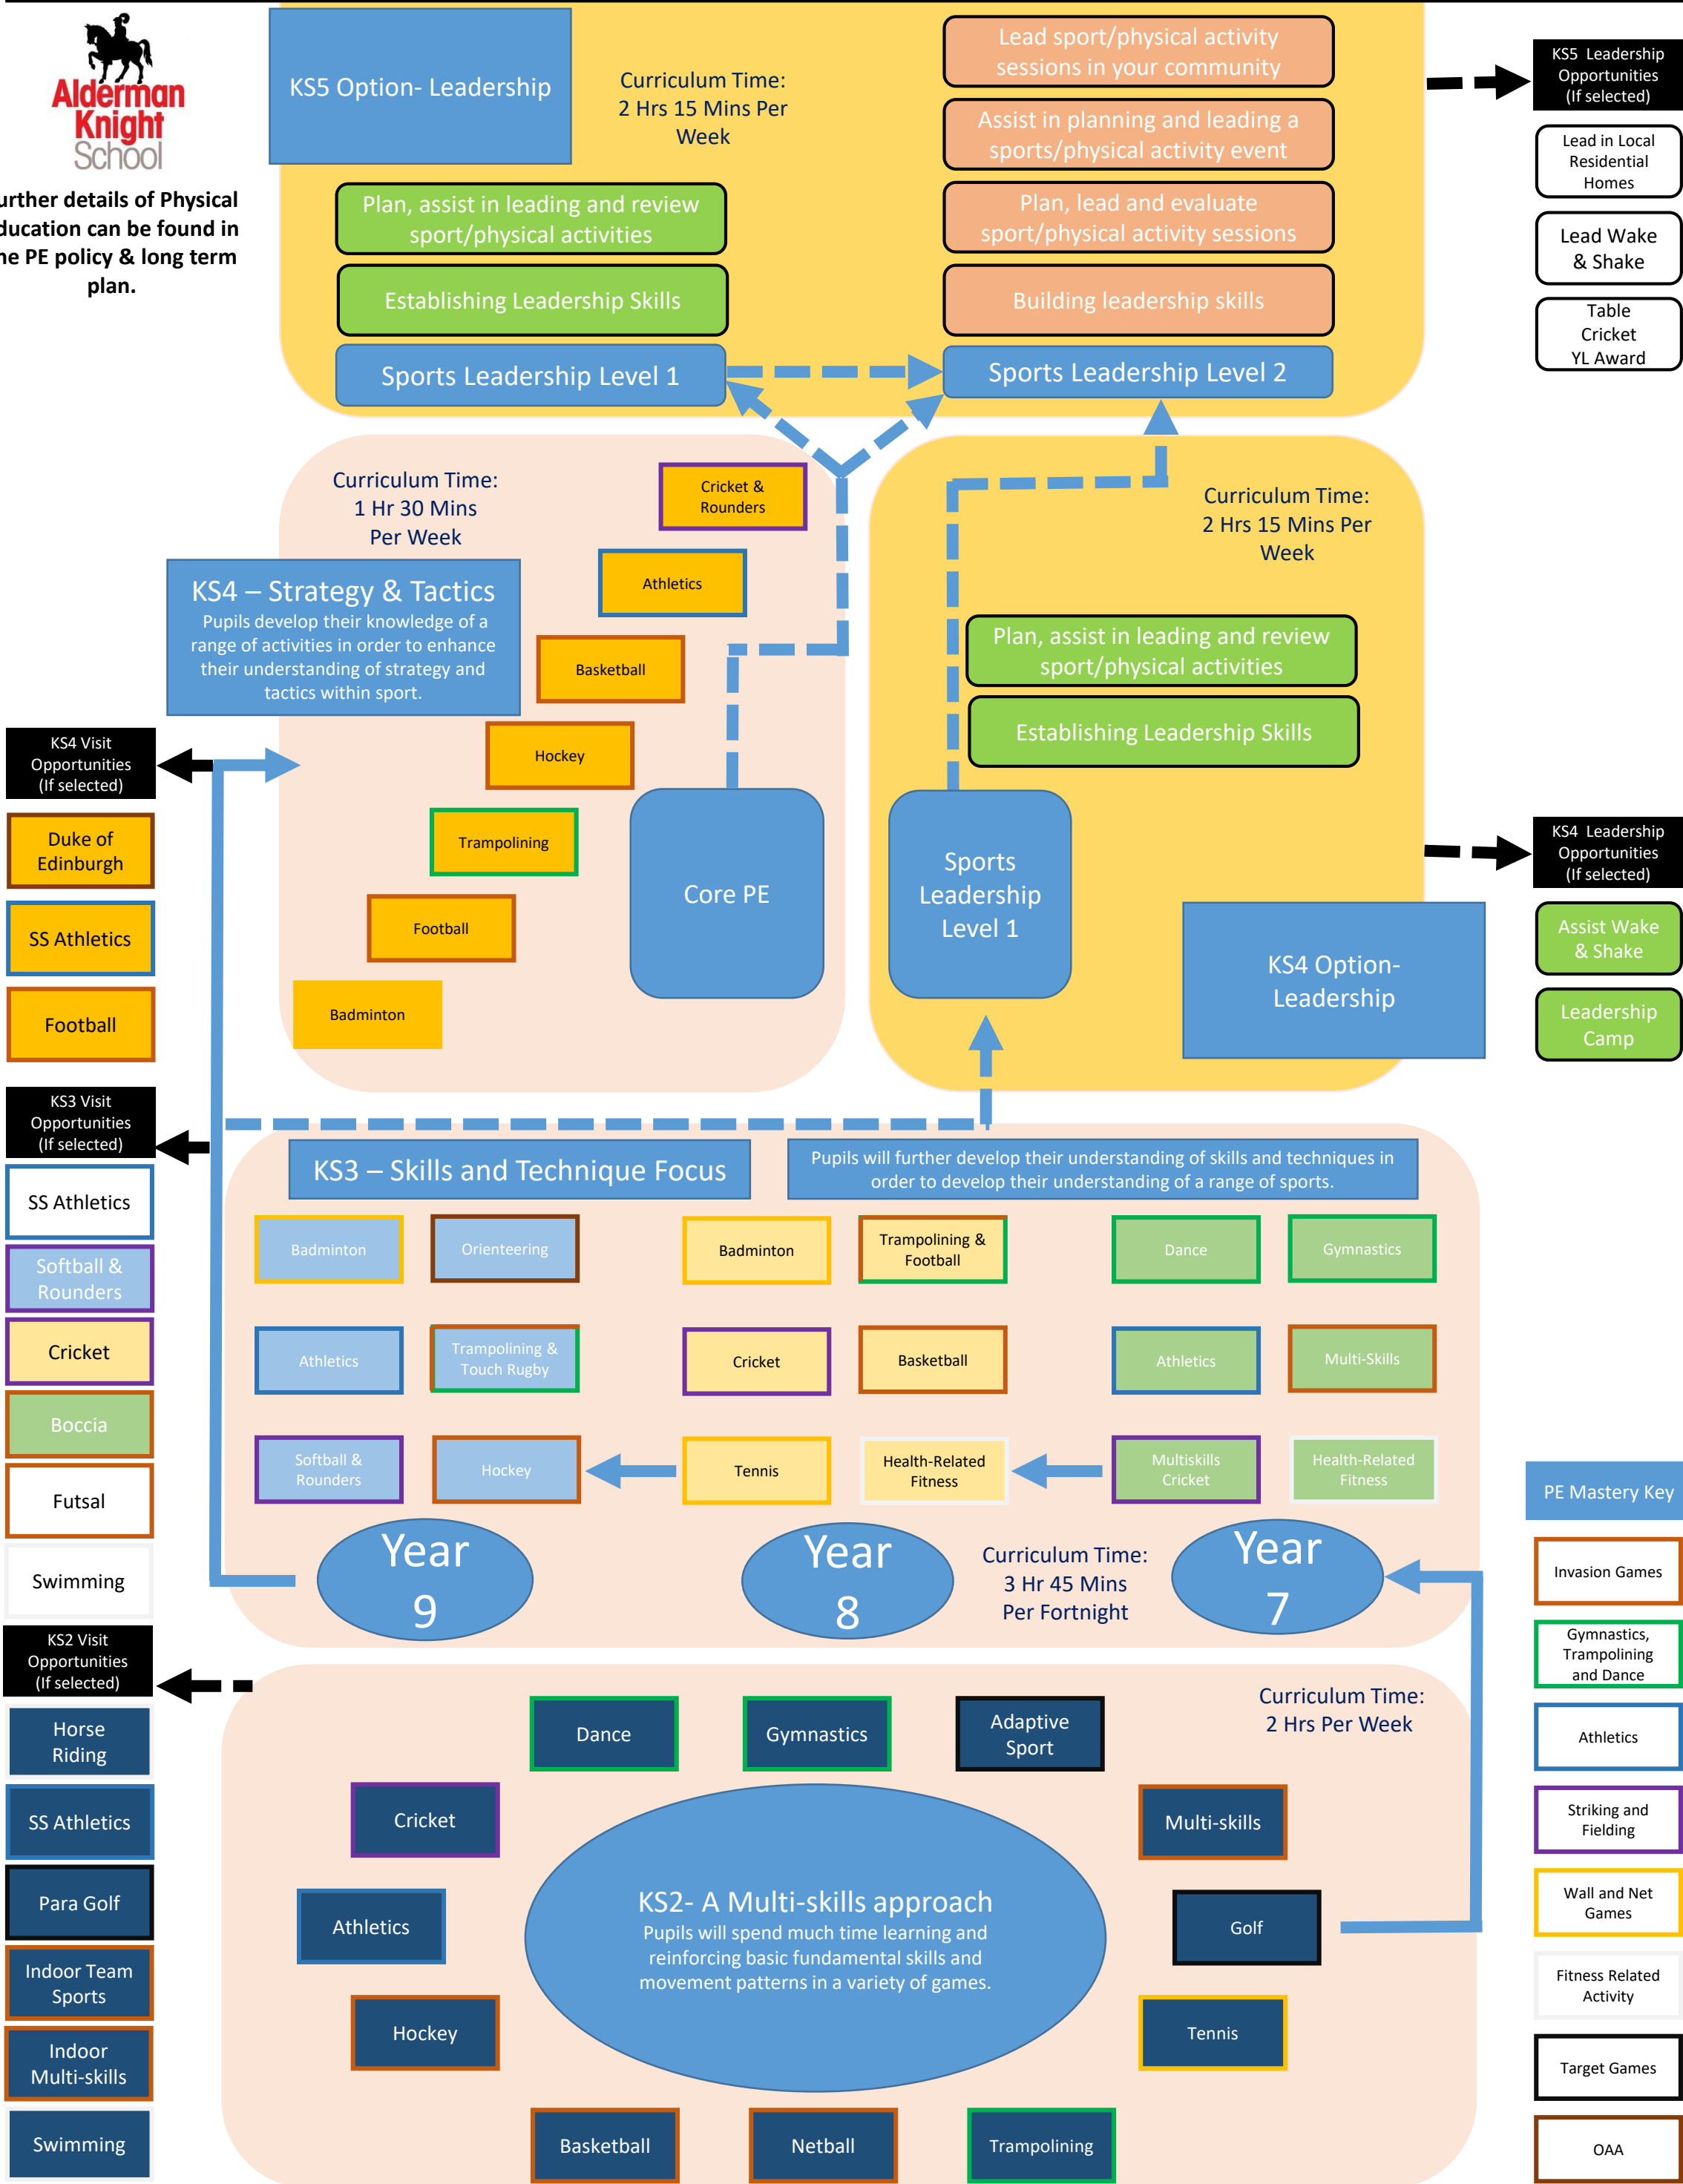 Alderman
Knight
School
urther details of Physical
ducation can be found in
he PE policy & long term
plan.
KS5 Option- Leadership
Curriculum Time:
2 Hrs 15 Mins Per
Week
Lead sport/physical activity
sessions in your community
Assist in planning and leading a
sports/physical activity event
Plan, lead and evaluate
sport/physical activity sessions
Building leadership skills
Sports Leadership Level 2
Plan, assist in leading and review
sport/physical activities
Establishing Leadership Skills
Sports Leadership Level 1
KS5 Leadership
Opportunities
(If selected)
Lead in Local
Residential
Homes
Lead Wake
& Shake
Table
Cricket
YL Award
Curriculum Time:
1 Hr 30 Mins
Per Week
KS4 – Strategy & Tactics
Pupils develop their knowledge of a
range of activities in order to enhance
their understanding of strategy and
tactics within sport.
Cricket &
Rounders
Athletics
Basketball
Hockey
Trampolining
Football
Badminton
Core PE
Curriculum Time:
2 Hrs 15 Mins Per
Week
Plan, assist in leading and review
sport/physical activities
Establishing Leadership Skills
Sports
Leadership
Level 1
KS4 Option-
Leadership
KS4 Leadership
Opportunities
(If selected)
Assist Wake
& Shake
Leadership
Camp
KS4 Visit
Opportunities
(If selected)
Duke of
Edinburgh
SS Athletics
Football
KS3 Visit
Opportunities
(If selected)
SS Athletics
Softball &
Rounders
Cricket
Boccia
Futsal
Swimming
KS3 – Skills and Technique Focus
Pupils will further develop their understanding of skills and techniques in
order to develop their understanding of a range of sports.
Badminton
Orienteering
Athletics
Trampolining &
Touch Rugby
Softball &
Rounders
Hockey
Year
9
Badminton
Trampolining &
Football
Cricket
Basketball
Tennis
Health-Related
Fitness
Year
8
Curriculum Time:
3 Hr 45 Mins
Per Fortnight
Dance
Gymnastics
Athletics
Multi-Skills
Multiskills
Cricket
Health-Related
Fitness
Year
7
KS2 Visit
Opportunities
(If selected)
Horse
Riding
SS Athletics
Para Golf
Indoor Team
Sports
Indoor
Multi-skills
Swimming
Curriculum Time:
2 Hrs Per Week
Dance
Gymnastics
Adaptive
Sport
Cricket
Multi-skills
Athletics
KS2- A Multi-skills approach
Pupils will spend much time learning and
reinforcing basic fundamental skills and
movement patterns in a variety of games.
Golf
Hockey
Tennis
Basketball
Netball
Trampolining
PE Mastery Key
Invasion Games
Gymnastics,
Trampolining
and Dance
Athletics
Striking and
Fielding
Wall and Net
Games
Fitness Related
Activity
Target Games
OAA